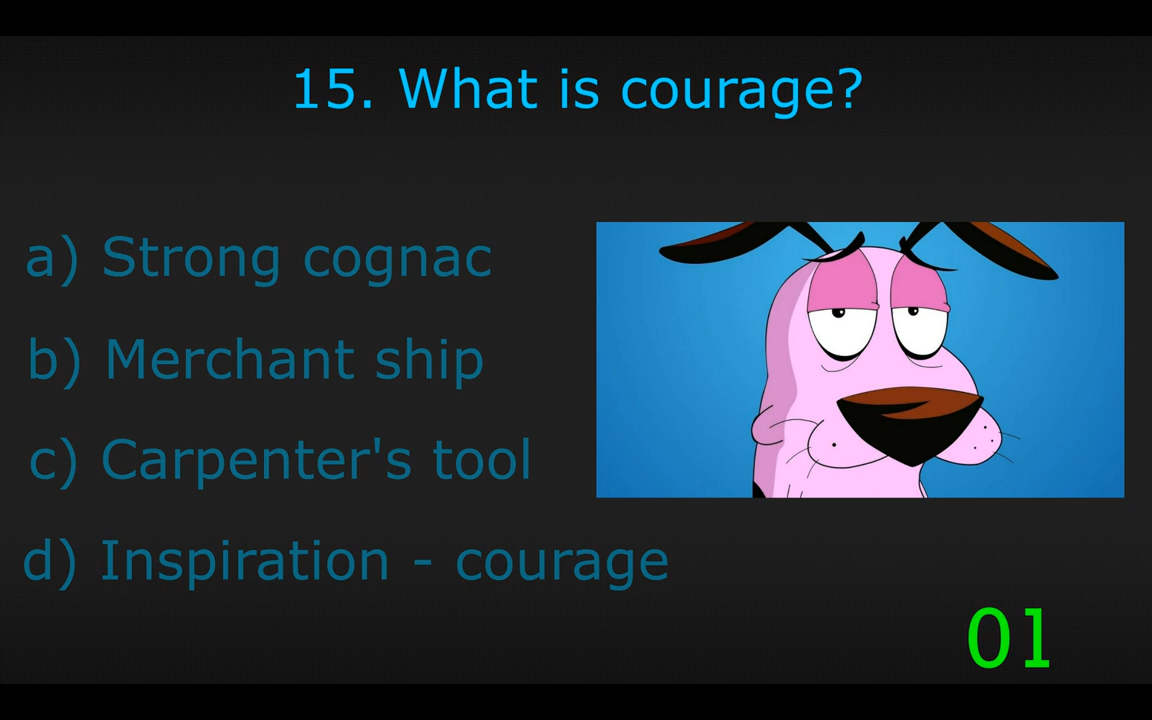 15. What is courage?
a) Strong cognac
b) Merchant ship
c) Carpenter's tool
d) Inspiration - courage
01